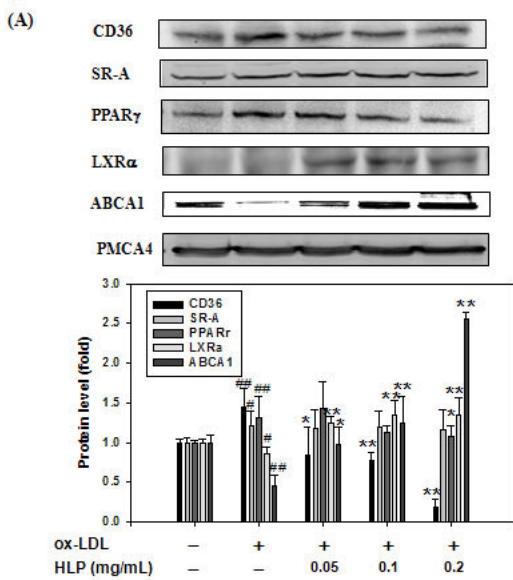 (A)
CD36
SR-A
PPARγ
LXRα
ABCA1
PMCA4
3.0
2.5
2.0
1.5
1.0
0.5
0.0
Protein level (fold)
CD36
SR-A
PPARr
LXRa
ABCA1
## # ## # ##
* ** *
** ** ** **
** * ** **
ox-LDL – + + + +
HLP (mg/mL) – – 0.05 0.1 0.2